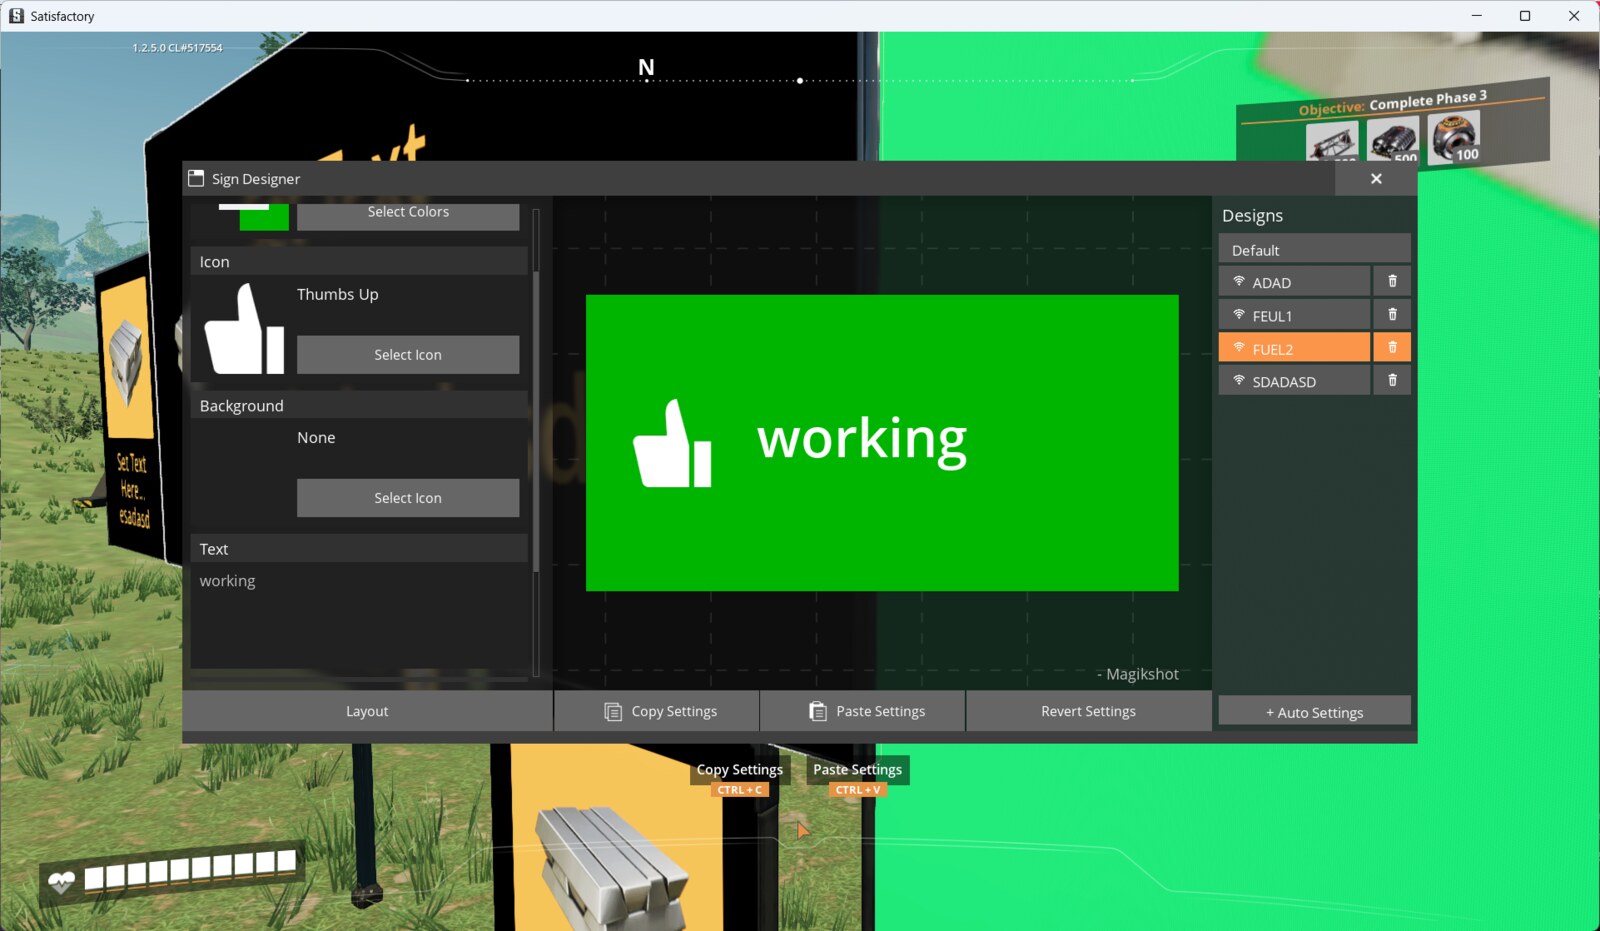 Satisfactory
1.2.5.0 CL#517554
N
Objective: Complete Phase 3
500
100
Sign Designer
Select Colors
Icon
Thumbs Up
Select Icon
Background
None
Select Icon
Text
working
working
- Magikshot
Designs
Default
ADAD
FEUL1
FUEL2
SDADASD
+ Auto Settings
Layout
Copy Settings
Paste Settings
Revert Settings
Copy Settings
CTRL + C
Paste Settings
CTRL + V
Set Text
Here...
esadasd